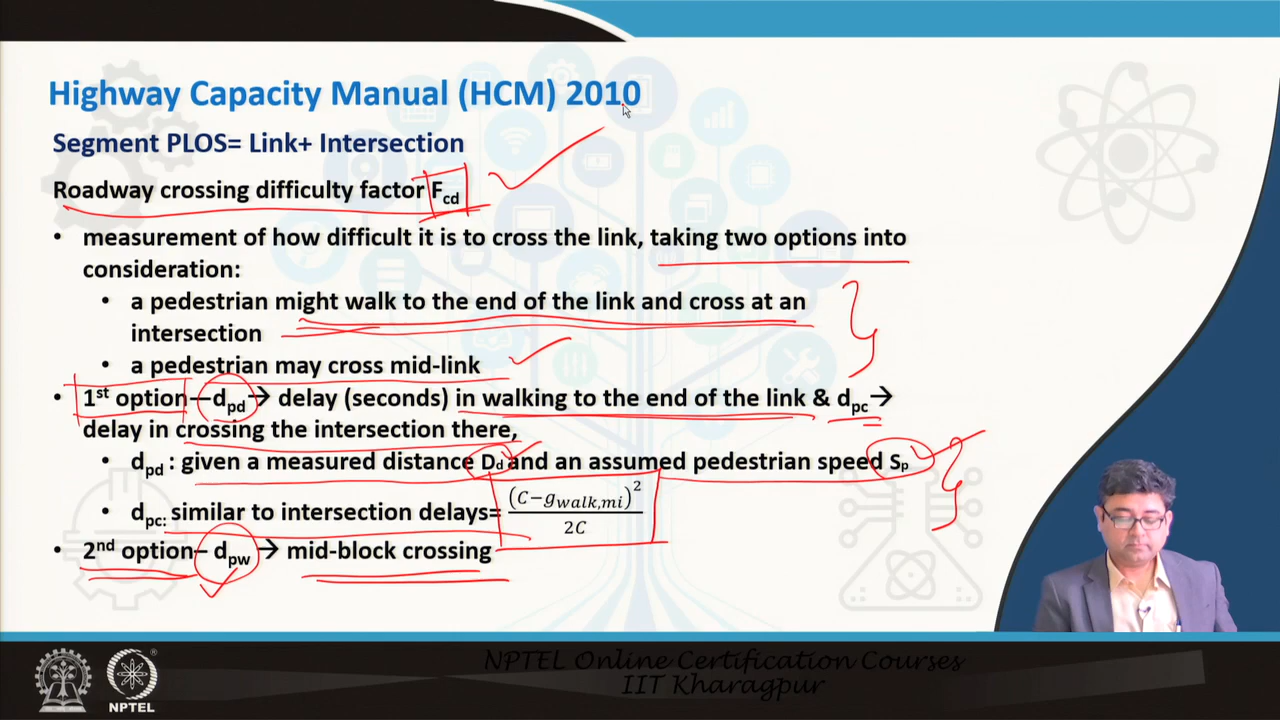 Highway Capacity Manual (HCM) 2010
Segment PLOS= Link+ Intersection
Roadway crossing difficulty factor Fcd
• measurement of how difficult it is to cross the link, taking two options into
consideration:
• a pedestrian might walk to the end of the link and cross at an
intersection
• a pedestrian may cross mid-link
• 1st option–dpd→ delay (seconds) in walking to the end of the link & dpc→
delay in crossing the intersection there,
• dpd : given a measured distance Dd and an assumed pedestrian speed Sp
• dpc: similar to intersection delays= (C−gwalk,mi)²/2C
• 2nd option– dpw → mid-block crossing
NPTEL Online Certification Courses
IIT Kharagpur
NPTEL